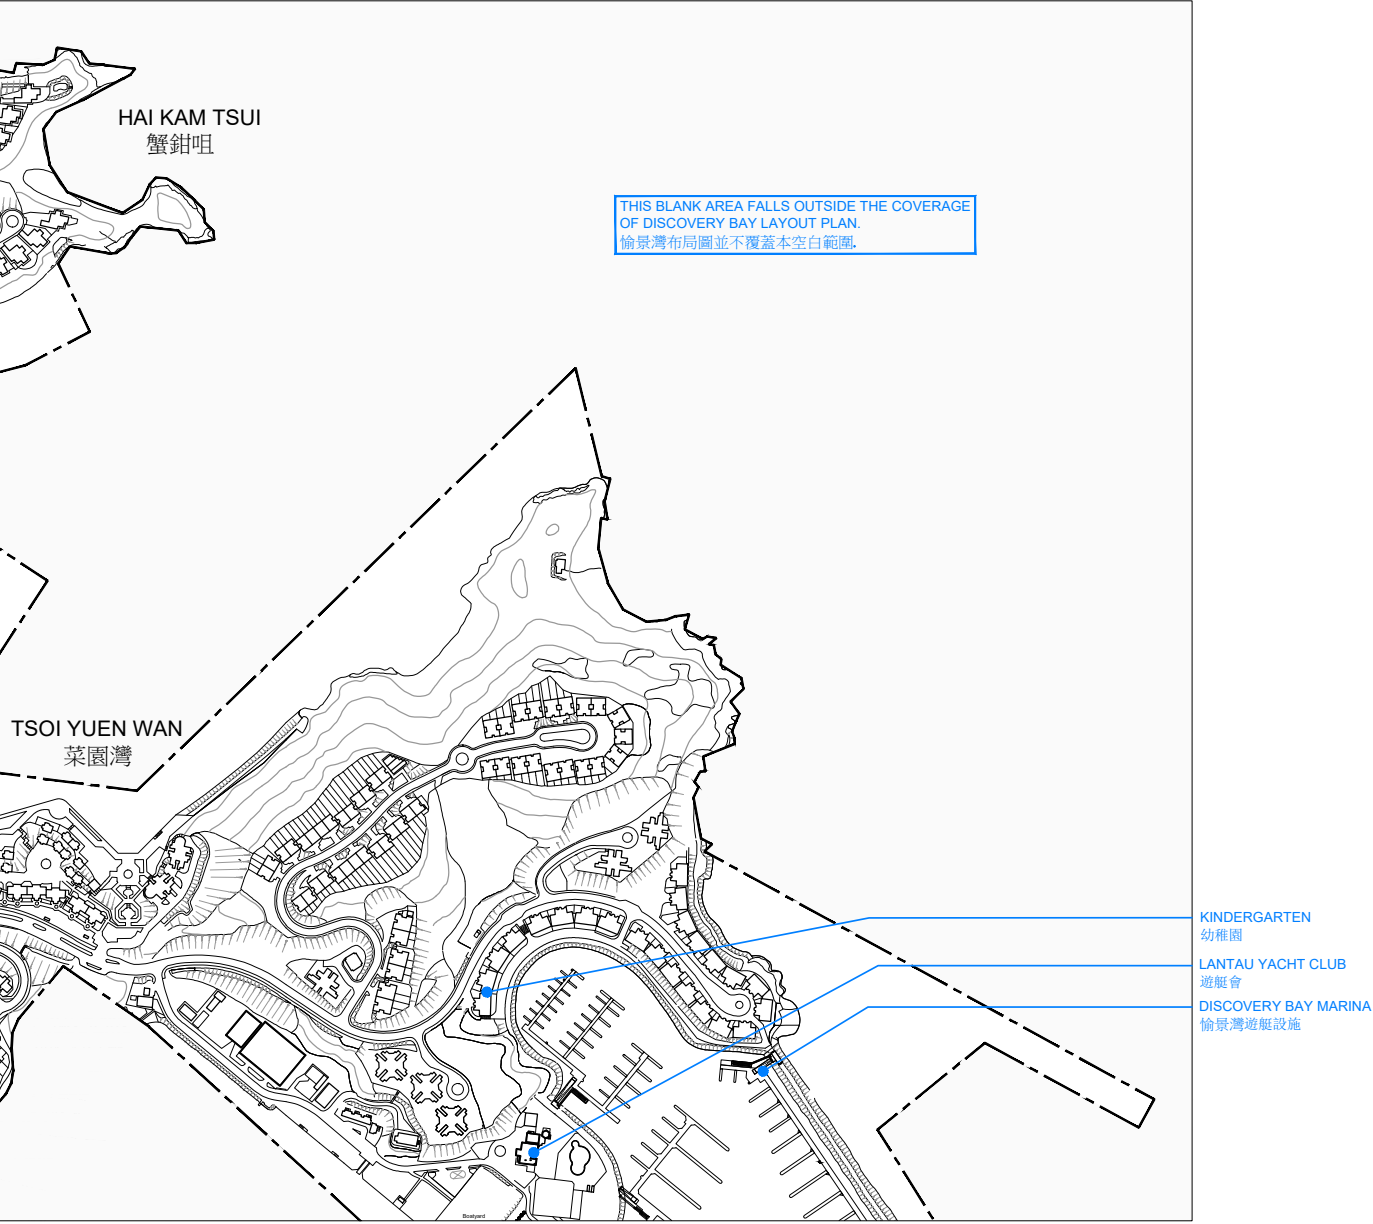 HAI KAM TSUI
蟹鉗咀
THIS BLANK AREA FALLS OUTSIDE THE COVERAGE
OF DISCOVERY BAY LAYOUT PLAN.
愉景灣布局圖並不覆蓋本空白範圍.
TSOI YUEN WAN
菜園灣
KINDERGARTEN
幼稚園
LANTAU YACHT CLUB
遊艇會
DISCOVERY BAY MARINA
愉景灣遊艇設施
Boatyard